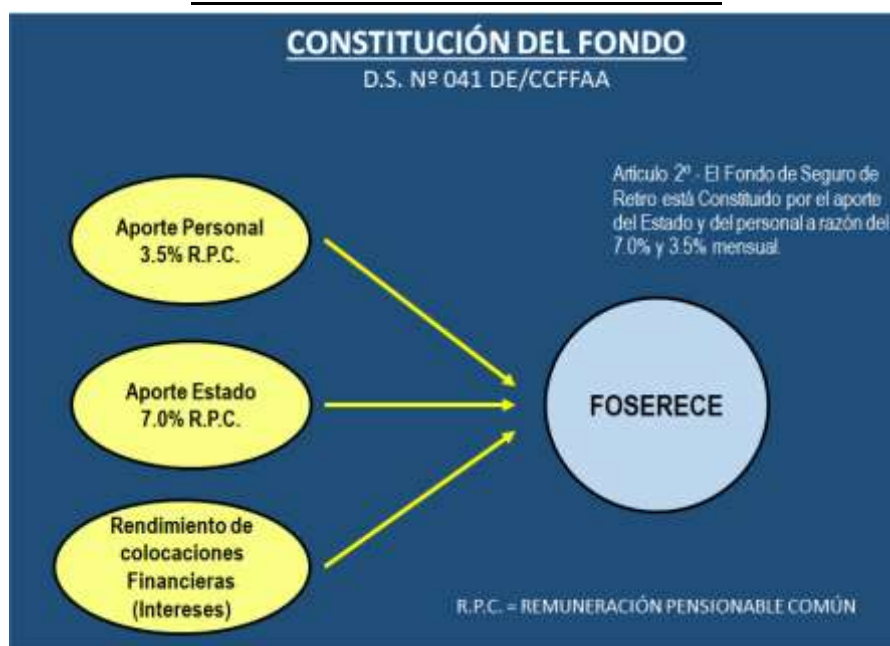 CONSTITUCIÓN DEL FONDO
D.S. Nº 041 DE/CCFFAA
Artículo 2º - El Fondo de Seguro de
Retiro está Constituido por el aporte
del Estado y del personal a razón del
7.0% y 3.5% mensual.
Aporte Personal
3.5% R.P.C.
Aporte Estado
7.0% R.P.C.
Rendimiento de
colocaciones
Financieras
(Intereses)
FOSERECE
R.P.C. = REMUNERACIÓN PENSIONABLE COMÚN